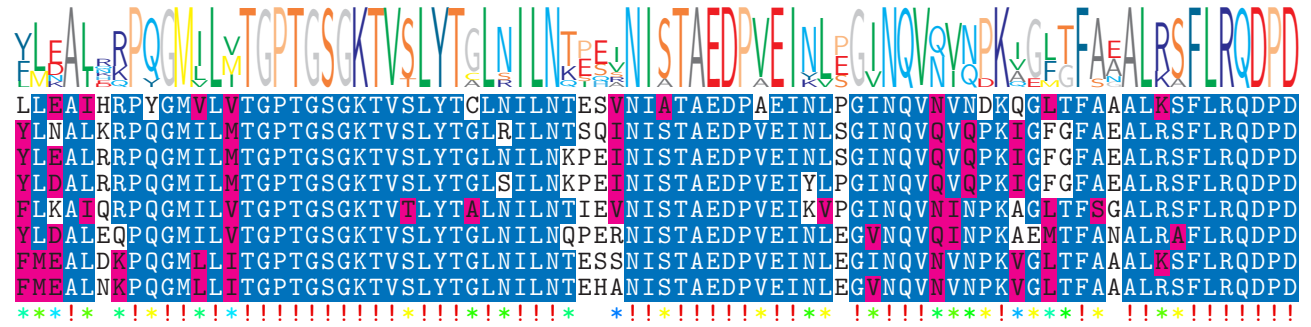 LLEAIHRPYGMVLVTGPTGSGKTVSLYTCLNILNTESVNIATAEDPAEINLPGINQVNVNDKQGLTFAAALKSFLRQDPD
YLNALKRPQGMILMTGPTGSGKTVSLYTGLRILNTSQINISTAEDPVEINLSGINQVQVQPKIGFGFAEALRSFLRQDPD
YLEALRRPQGMILMTGPTGSGKTVSLYTGLNILNKPEINISTAEDPVEINLSGINQVQVQPKIGFGFAEALRSFLRQDPD
YLDALRRPQGMILMTGPTGSGKTVSLYTGLSILNKPEINISTAEDPVEIYLPGINQVQVQPKIGFGFAEALRSFLRQDPD
FLKAIQRPQGMILVTGPTGSGKTVTLYTALNILNTIEVNISTAEDPVEIKVPGINQVNINPKAGLTFSGALRSFLRQDPD
YLDALEQPQGMILVTGPTGSGKTVSLYTGLNILNQPERNISTAEDPVEINLEGVNQVQINPKAEMTFANALRAFLRQDPD
FMEALDKPQGMLLITGPTGSGKTVSLYTGLNILNTESSNISTAEDPVEINLEGINQVNVNPKVGLTFAAALKSFLRQDPD
FMEALNKPQGMLLITGPTGSGKTVSLYTGLNILNTEHANISTAEDPVEINLEGVNQVNVNPKVGLTFAAALRSFLRQDPD